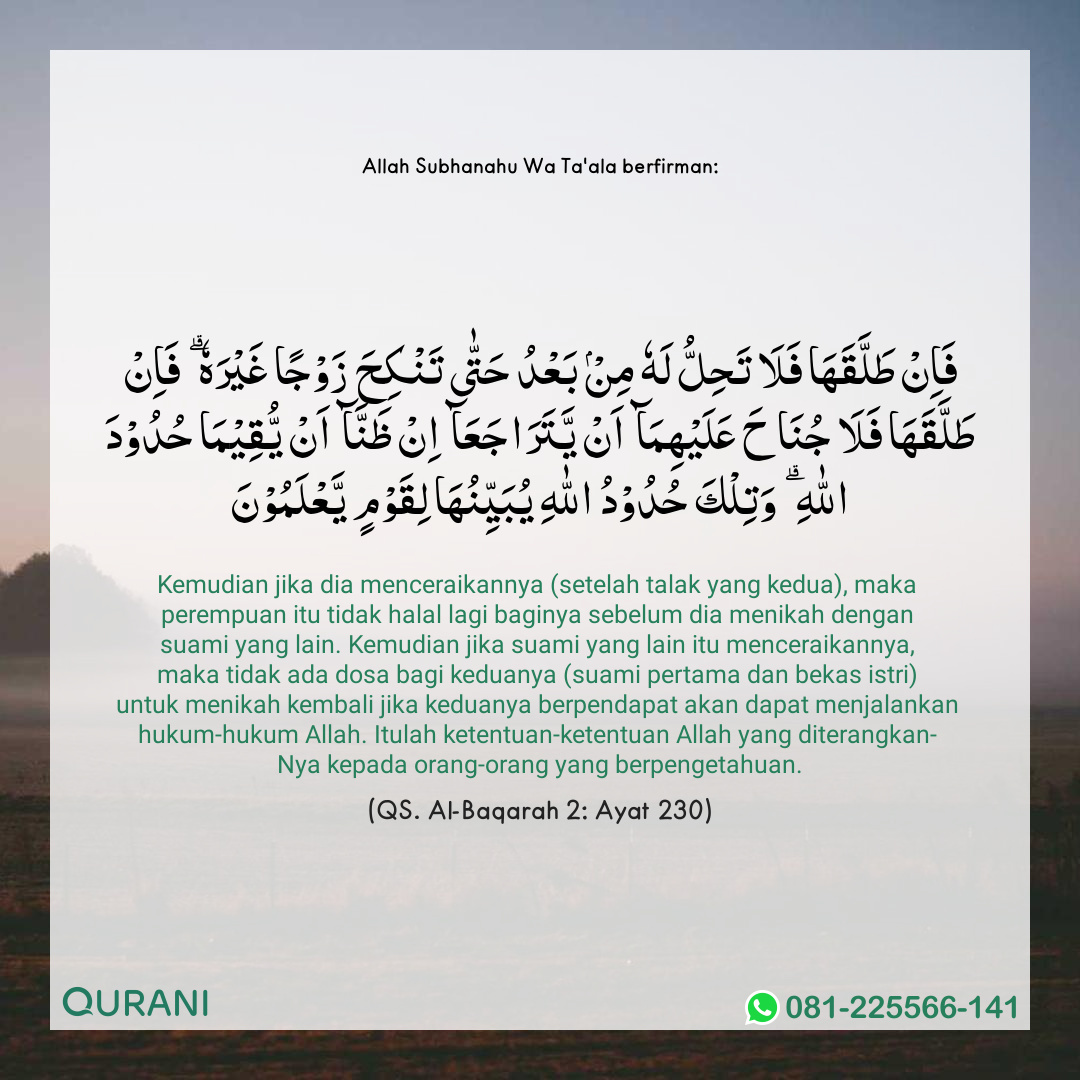 Allah Subhanahu Wa Ta'ala berfirman:
فَاِنْ طَلَّقَهَا فَلَا تَحِلُّ لَهٗ مِنْۢ بَعْدُ حَتّٰى تَنْكِحَ زَوْجًا غَيْرَهٗ ۗ فَاِنْ
طَلَّقَهَا فَلَا جُنَاحَ عَلَيْهِمَآ اَنْ يَّتَرَاجَعَآ اِنْ ظَنَّآ اَنْ يُّقِيْمَا حُدُوْدَ
اللّٰهِ ۗ وَتِلْكَ حُدُوْدُ اللّٰهِ يُبَيِّنُهَا لِقَوْمٍ يَّعْلَمُوْنَ
Kemudian jika dia menceraikannya (setelah talak yang kedua), maka
perempuan itu tidak halal lagi baginya sebelum dia menikah dengan
suami yang lain. Kemudian jika suami yang lain itu menceraikannya,
maka tidak ada dosa bagi keduanya (suami pertama dan bekas istri)
untuk menikah kembali jika keduanya berpendapat akan dapat menjalankan
hukum-hukum Allah. Itulah ketentuan-ketentuan Allah yang diterangkan-
Nya kepada orang-orang yang berpengetahuan.
(QS. Al-Baqarah 2: Ayat 230)
QURANI
081-225566-141